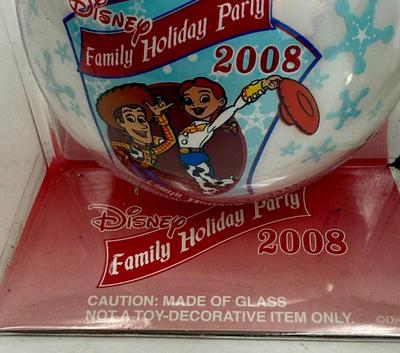 Disney
Family Holiday Party
2008
Disney
Family Holiday Party
2008
CAUTION: MADE OF GLASS
NOT A TOY-DECORATIVE ITEM ONLY.